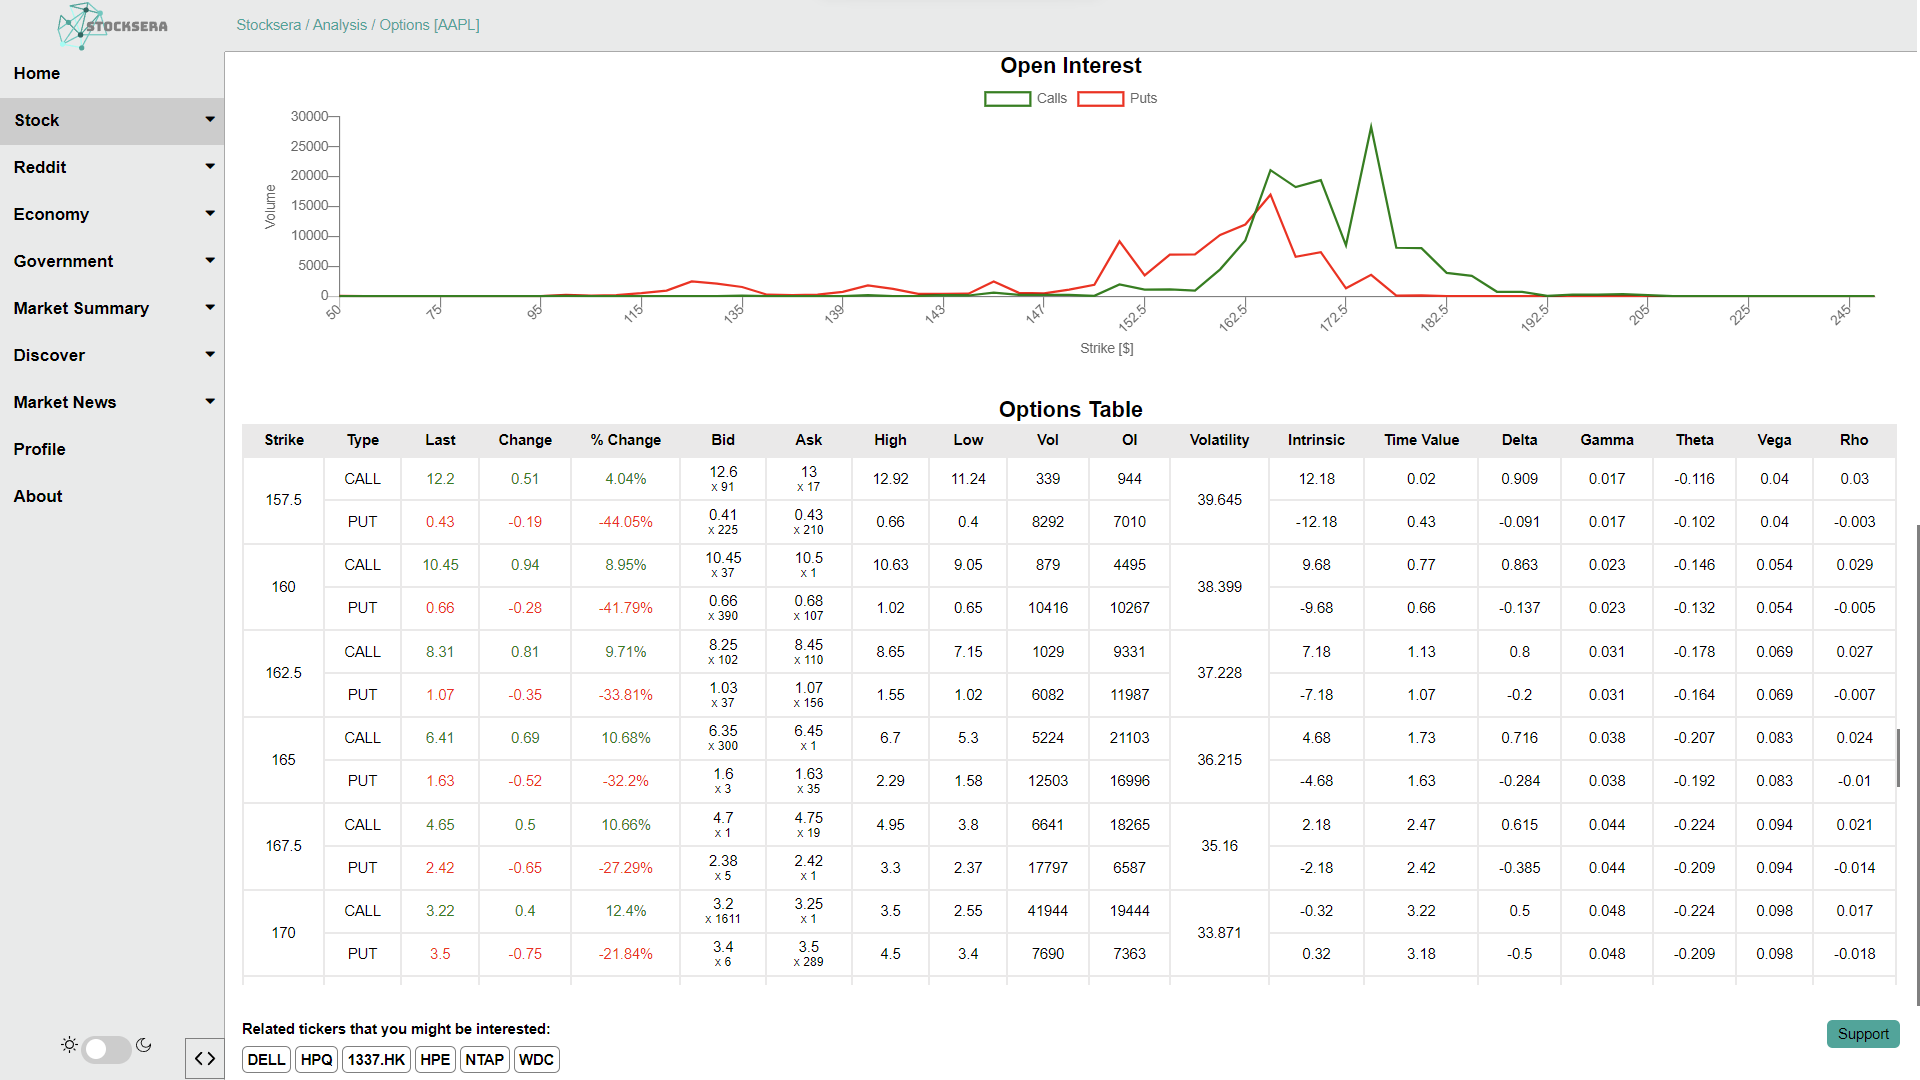 STOCKSERA
Stocksera / Analysis / Options [AAPL]
Home
Stock
Reddit
Economy
Government
Market Summary
Discover
Market News
Profile
About
Open Interest
Calls Puts
30000
25000
20000
15000
10000
5000
0
Volume
50 75 95 115 135 139 143 147 152.5 162.5 172.5 182.5 192.5 205 225 245
Strike [$]
Options Table
Strike Type Last Change % Change Bid Ask High Low Vol OI Volatility Intrinsic Time Value Delta Gamma Theta Vega Rho
157.5 39.645
CALL 12.2 0.51 4.04% 12.6 x 91 13 x 17 12.92 11.24 339 944 12.18 0.02 0.909 0.017 -0.116 0.04 0.03
PUT 0.43 -0.19 -44.05% 0.41 x 225 0.43 x 210 0.66 0.4 8292 7010 -12.18 0.43 -0.091 0.017 -0.102 0.04 -0.003
160 38.399
CALL 10.45 0.94 8.95% 10.45 x 37 10.5 x 1 10.63 9.05 879 4495 9.68 0.77 0.863 0.023 -0.146 0.054 0.029
PUT 0.66 -0.28 -41.79% 0.66 x 390 0.68 x 107 1.02 0.65 10416 10267 -9.68 0.66 -0.137 0.023 -0.132 0.054 -0.005
162.5 37.228
CALL 8.31 0.81 9.71% 8.25 x 102 8.45 x 110 8.65 7.15 1029 9331 7.18 1.13 0.8 0.031 -0.178 0.069 0.027
PUT 1.07 -0.35 -33.81% 1.03 x 37 1.07 x 156 1.55 1.02 6082 11987 -7.18 1.07 -0.2 0.031 -0.164 0.069 -0.007
165 36.215
CALL 6.41 0.69 10.68% 6.35 x 300 6.45 x 1 6.7 5.3 5224 21103 4.68 1.73 0.716 0.038 -0.207 0.083 0.024
PUT 1.63 -0.52 -32.2% 1.6 x 3 1.63 x 35 2.29 1.58 12503 16996 -4.68 1.63 -0.284 0.038 -0.192 0.083 -0.01
167.5 35.16
CALL 4.65 0.5 10.66% 4.7 x 1 4.75 x 19 4.95 3.8 6641 18265 2.18 2.47 0.615 0.044 -0.224 0.094 0.021
PUT 2.42 -0.65 -27.29% 2.38 x 5 2.42 x 1 3.3 2.37 17797 6587 -2.18 2.42 -0.385 0.044 -0.209 0.094 -0.014
170 33.871
CALL 3.22 0.4 12.4% 3.2 x 1611 3.25 x 1 3.5 2.55 41944 19444 -0.32 3.22 0.5 0.048 -0.224 0.098 0.017
PUT 3.5 -0.75 -21.84% 3.4 x 6 3.5 x 289 4.5 3.4 7690 7363 0.32 3.18 -0.5 0.048 -0.209 0.098 -0.018
Related tickers that you might be interested:
DELL HPQ 1337.HK HPE NTAP WDC
Support